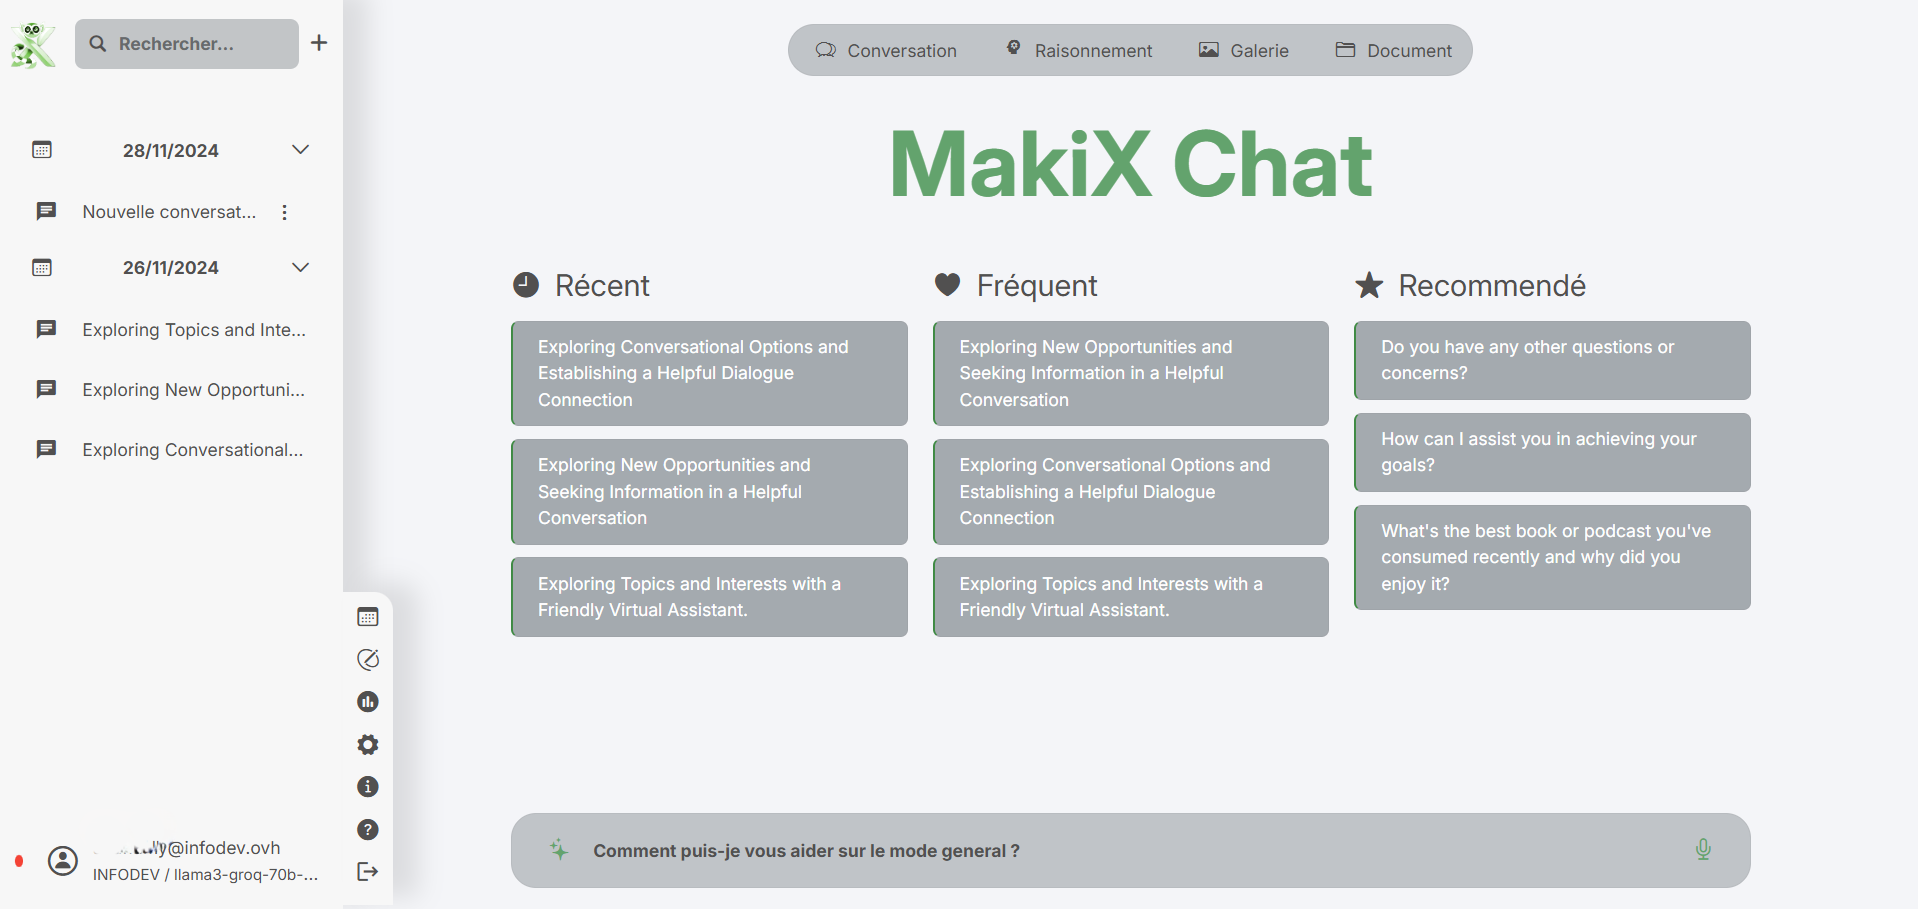 Rechercher...
28/11/2024
Nouvelle conversat...
26/11/2024
Exploring Topics and Inte...
Exploring New Opportuni...
Exploring Conversational...
@infodev.ovh
INFODEV / llama3-groq-70b-...
Conversation
Raisonnement
Galerie
Document
MakiX Chat
Récent
Exploring Conversational Options and
Establishing a Helpful Dialogue
Connection
Exploring New Opportunities and
Seeking Information in a Helpful
Conversation
Exploring Topics and Interests with a
Friendly Virtual Assistant.
Fréquent
Exploring New Opportunities and
Seeking Information in a Helpful
Conversation
Exploring Conversational Options and
Establishing a Helpful Dialogue
Connection
Exploring Topics and Interests with a
Friendly Virtual Assistant.
Recommendé
Do you have any other questions or
concerns?
How can I assist you in achieving your
goals?
What's the best book or podcast you've
consumed recently and why did you
enjoy it?
Comment puis-je vous aider sur le mode general ?